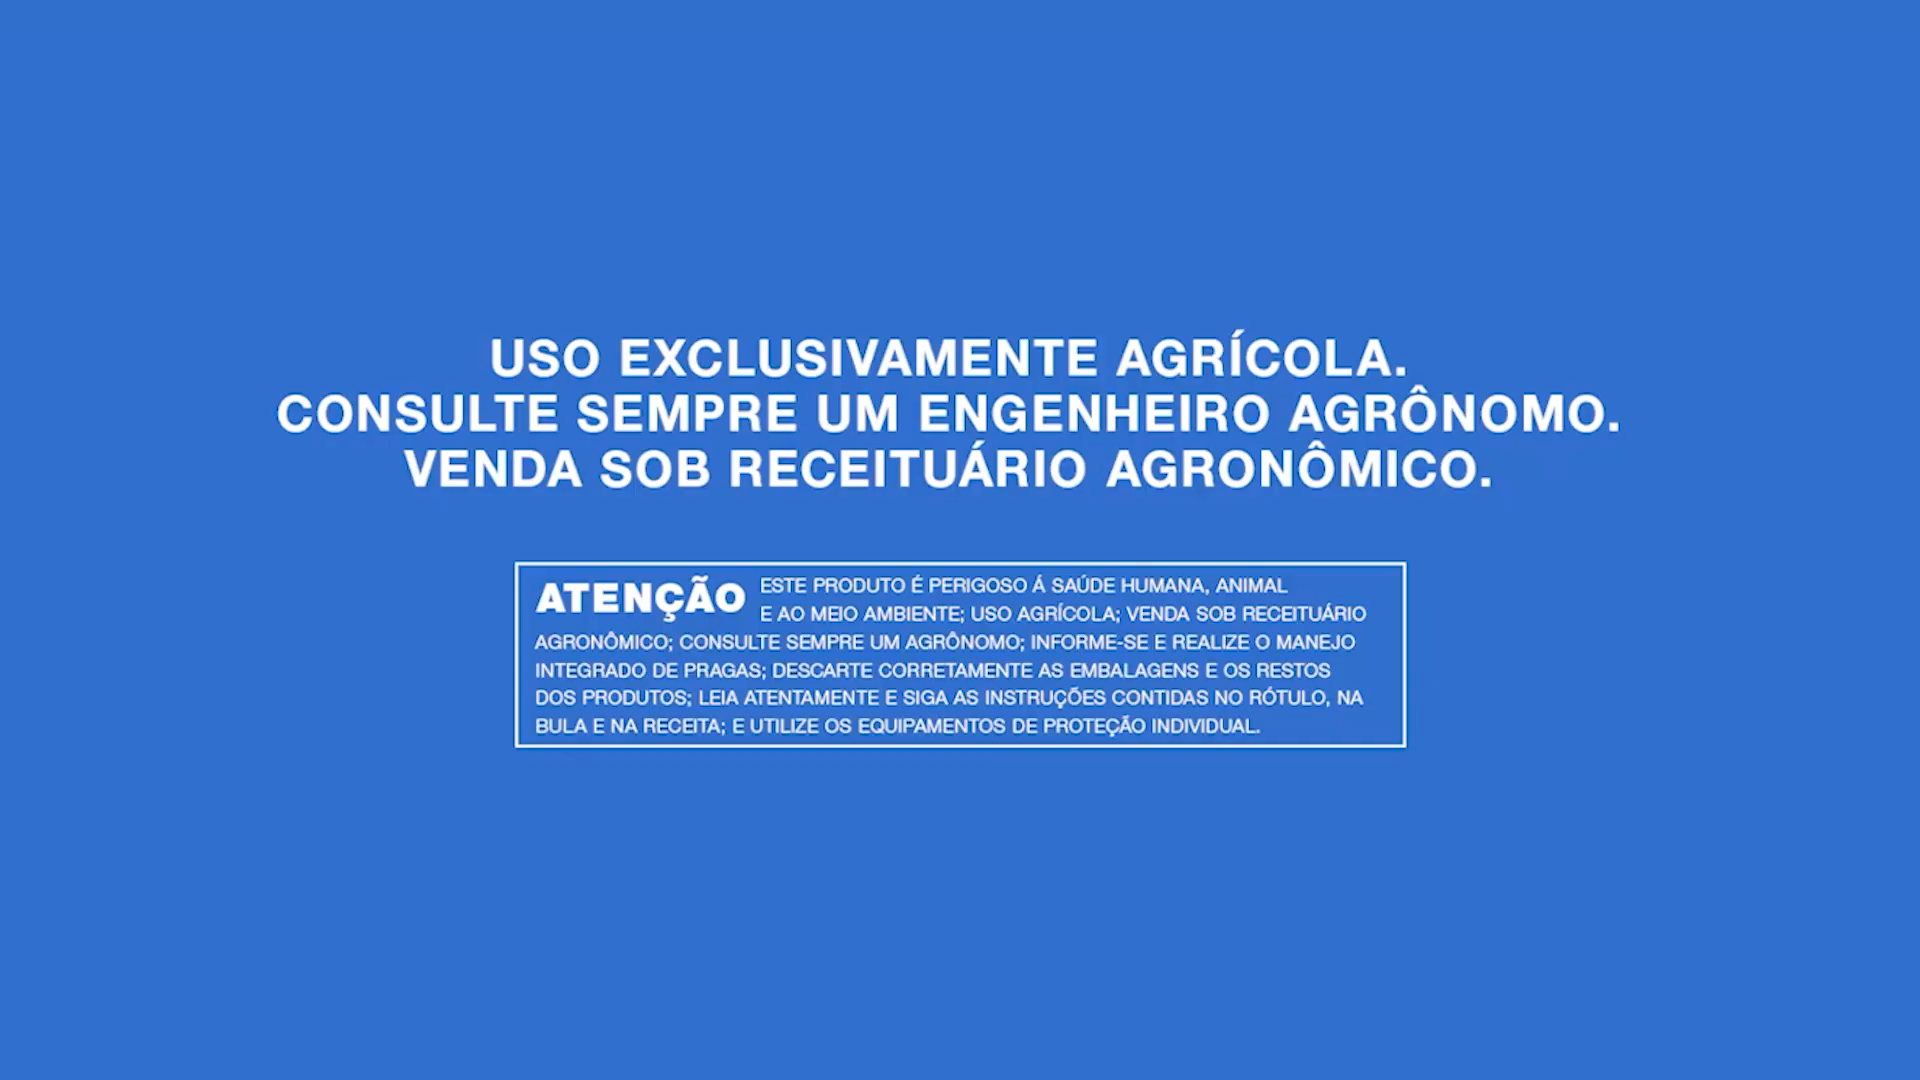 USO EXCLUSIVAMENTE AGRÍCOLA.
CONSULTE SEMPRE UM ENGENHEIRO AGRÔNOMO.
VENDA SOB RECEITUÁRIO AGRONÔMICO.
ATENÇÃO ESTE PRODUTO É PERIGOSO Á SAÚDE HUMANA, ANIMAL
E AO MEIO AMBIENTE; USO AGRÍCOLA; VENDA SOB RECEITUÁRIO
AGRONÔMICO; CONSULTE SEMPRE UM AGRÔNOMO; INFORME-SE E REALIZE O MANEJO
INTEGRADO DE PRAGAS; DESCARTE CORRETAMENTE AS EMBALAGENS E OS RESTOS
DOS PRODUTOS; LEIA ATENTAMENTE E SIGA AS INSTRUÇÕES CONTIDAS NO RÓTULO, NA
BULA E NA RECEITA; E UTILIZE OS EQUIPAMENTOS DE PROTEÇÃO INDIVIDUAL.